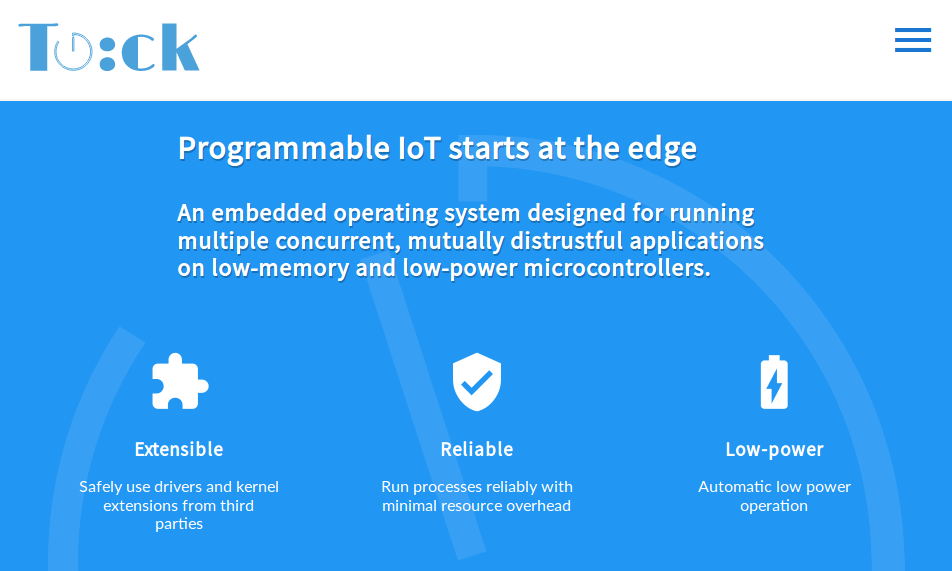 To:ck
Programmable IoT starts at the edge
An embedded operating system designed for running
multiple concurrent, mutually distrustful applications
on low-memory and low-power microcontrollers.
Extensible
Reliable
Low-power
Safely use drivers and kernel
extensions from third
parties
Run processes reliably with
minimal resource overhead
Automatic low power
operation